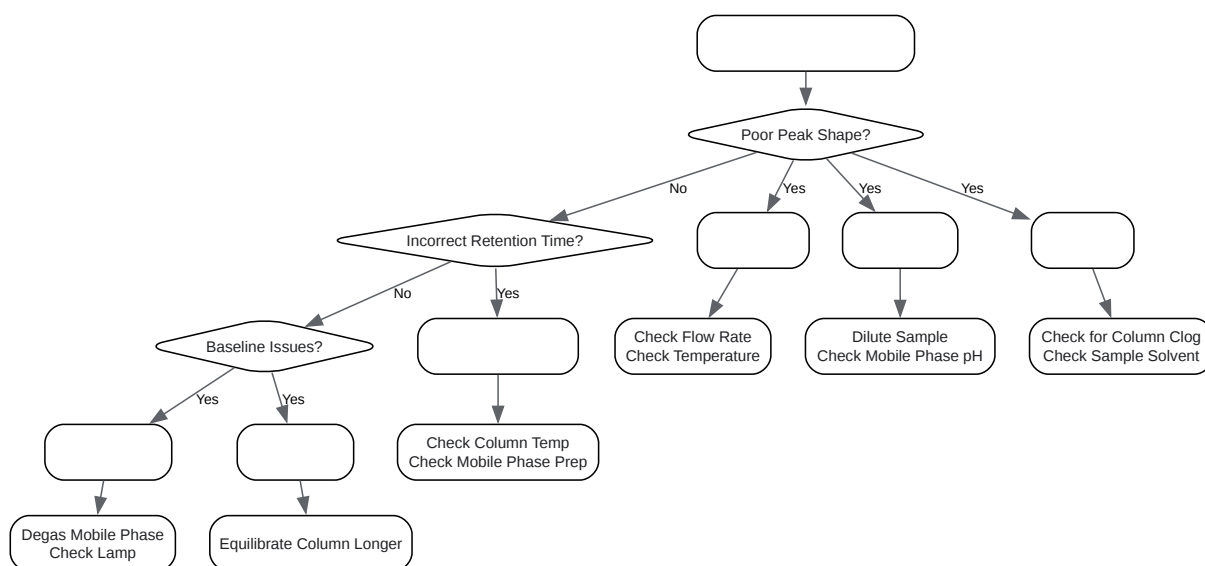 Poor Peak Shape?
No
Yes
Yes
Yes
Incorrect Retention Time?
No
Yes
Check Flow Rate
Check Temperature
Dilute Sample
Check Mobile Phase pH
Check for Column Clog
Check Sample Solvent
Baseline Issues?
Yes
Yes
Check Column Temp
Check Mobile Phase Prep
Degas Mobile Phase
Check Lamp
Equilibrate Column Longer